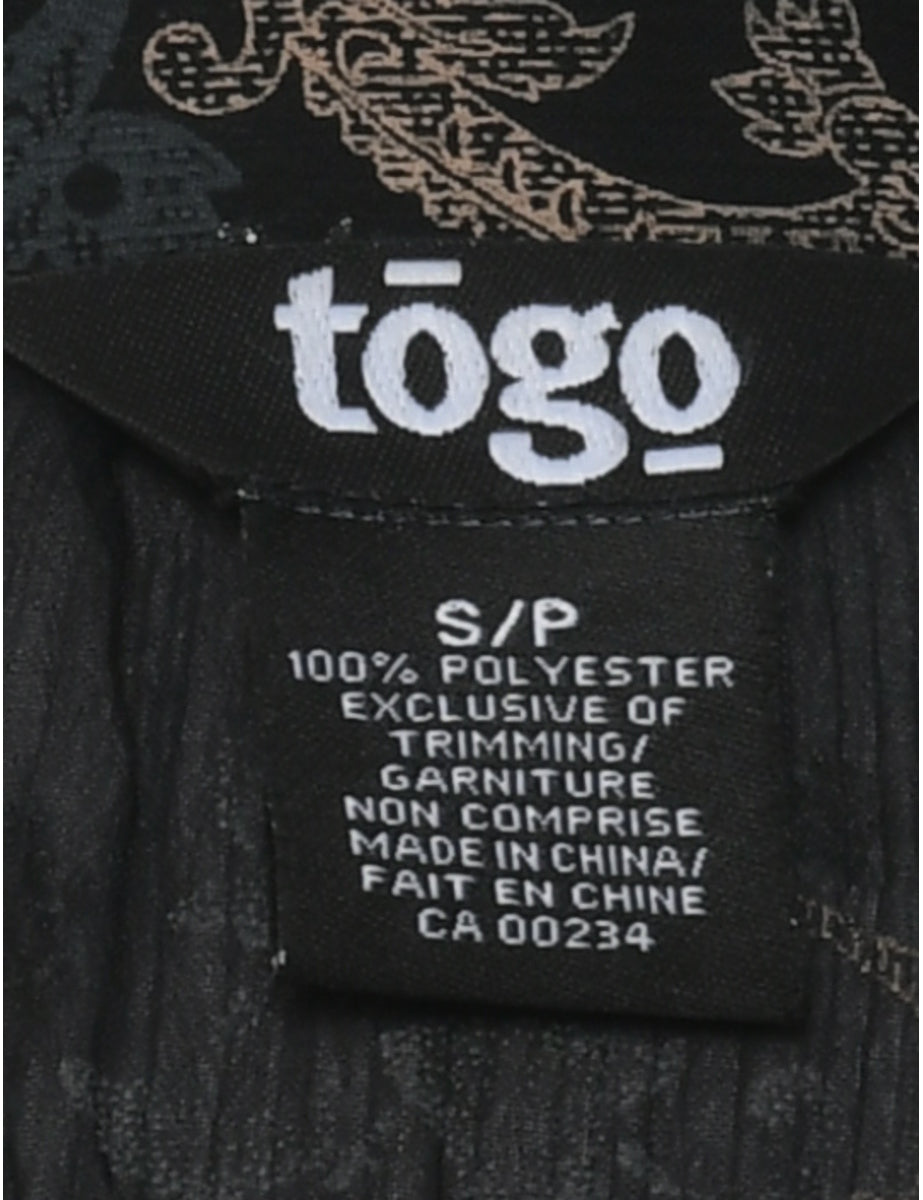 tōgo
S/P
100% POLYESTER
EXCLUSIVE OF
TRIMMING/
GARNITURE
NON COMPRISE
MADE IN CHINA/
FAIT EN CHINE
CA 00234